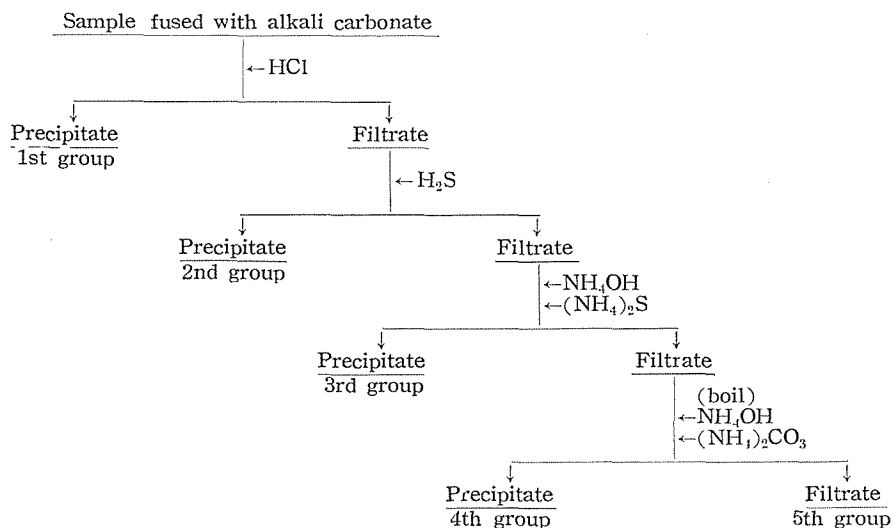 Sample fused with alkali carbonate
←HCl
Precipitate Filtrate
1st group
←H₂S
Precipitate Filtrate
2nd group
←NH₄OH
←(NH₄)₂S
Precipitate Filtrate
3rd group
(boil)
←NH₄OH
←(NH₄)₂CO₃
Precipitate Filtrate
4th group 5th group